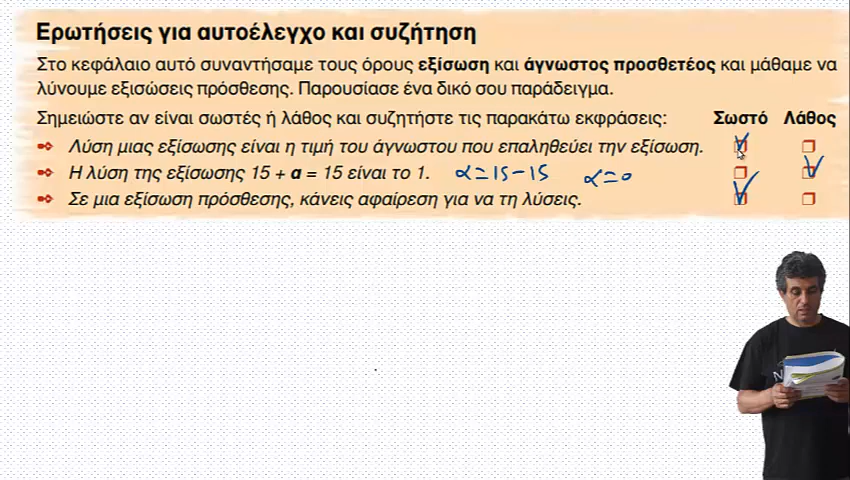 Ερωτήσεις για αυτοέλεγχο και συζήτηση
Στο κεφάλαιο αυτό συναντήσαμε τους όρους εξίσωση και άγνωστος προσθετέος και μάθαμε να
λύνουμε εξισώσεις πρόσθεσης. Παρουσίασε ένα δικό σου παράδειγμα.
Σημειώστε αν είναι σωστές ή λάθος και συζητήστε τις παρακάτω εκφράσεις: Σωστό Λάθος
Λύση μιας εξίσωσης είναι η τιμή του άγνωστου που επαληθεύει την εξίσωση.
Η λύση της εξίσωσης 15 + α = 15 είναι το 1. α=15-15 α=0
Σε μια εξίσωση πρόσθεσης, κάνεις αφαίρεση για να τη λύσεις.